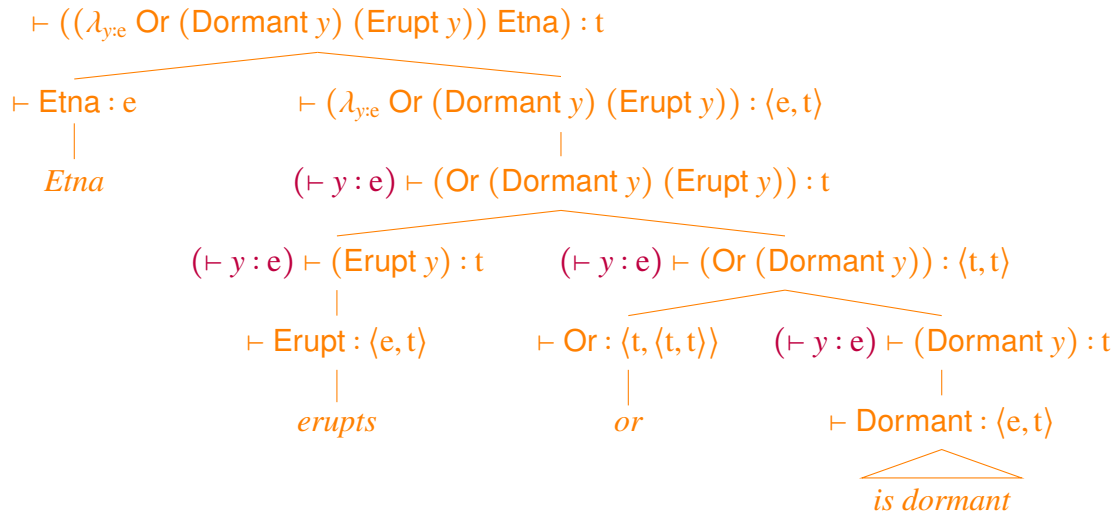 ⊢ ((λ_{y:e} Or (Dormant y) (Erupt y)) Etna) : t
⊢ Etna : e ⊢ (λ_{y:e} Or (Dormant y) (Erupt y)) : ⟨e, t⟩
Etna (⊢ y : e) ⊢ (Or (Dormant y) (Erupt y)) : t
(⊢ y : e) ⊢ (Erupt y) : t (⊢ y : e) ⊢ (Or (Dormant y)) : ⟨t, t⟩
⊢ Erupt : ⟨e, t⟩ ⊢ Or : ⟨t, ⟨t, t⟩⟩ (⊢ y : e) ⊢ (Dormant y) : t
erupts or ⊢ Dormant : ⟨e, t⟩
is dormant